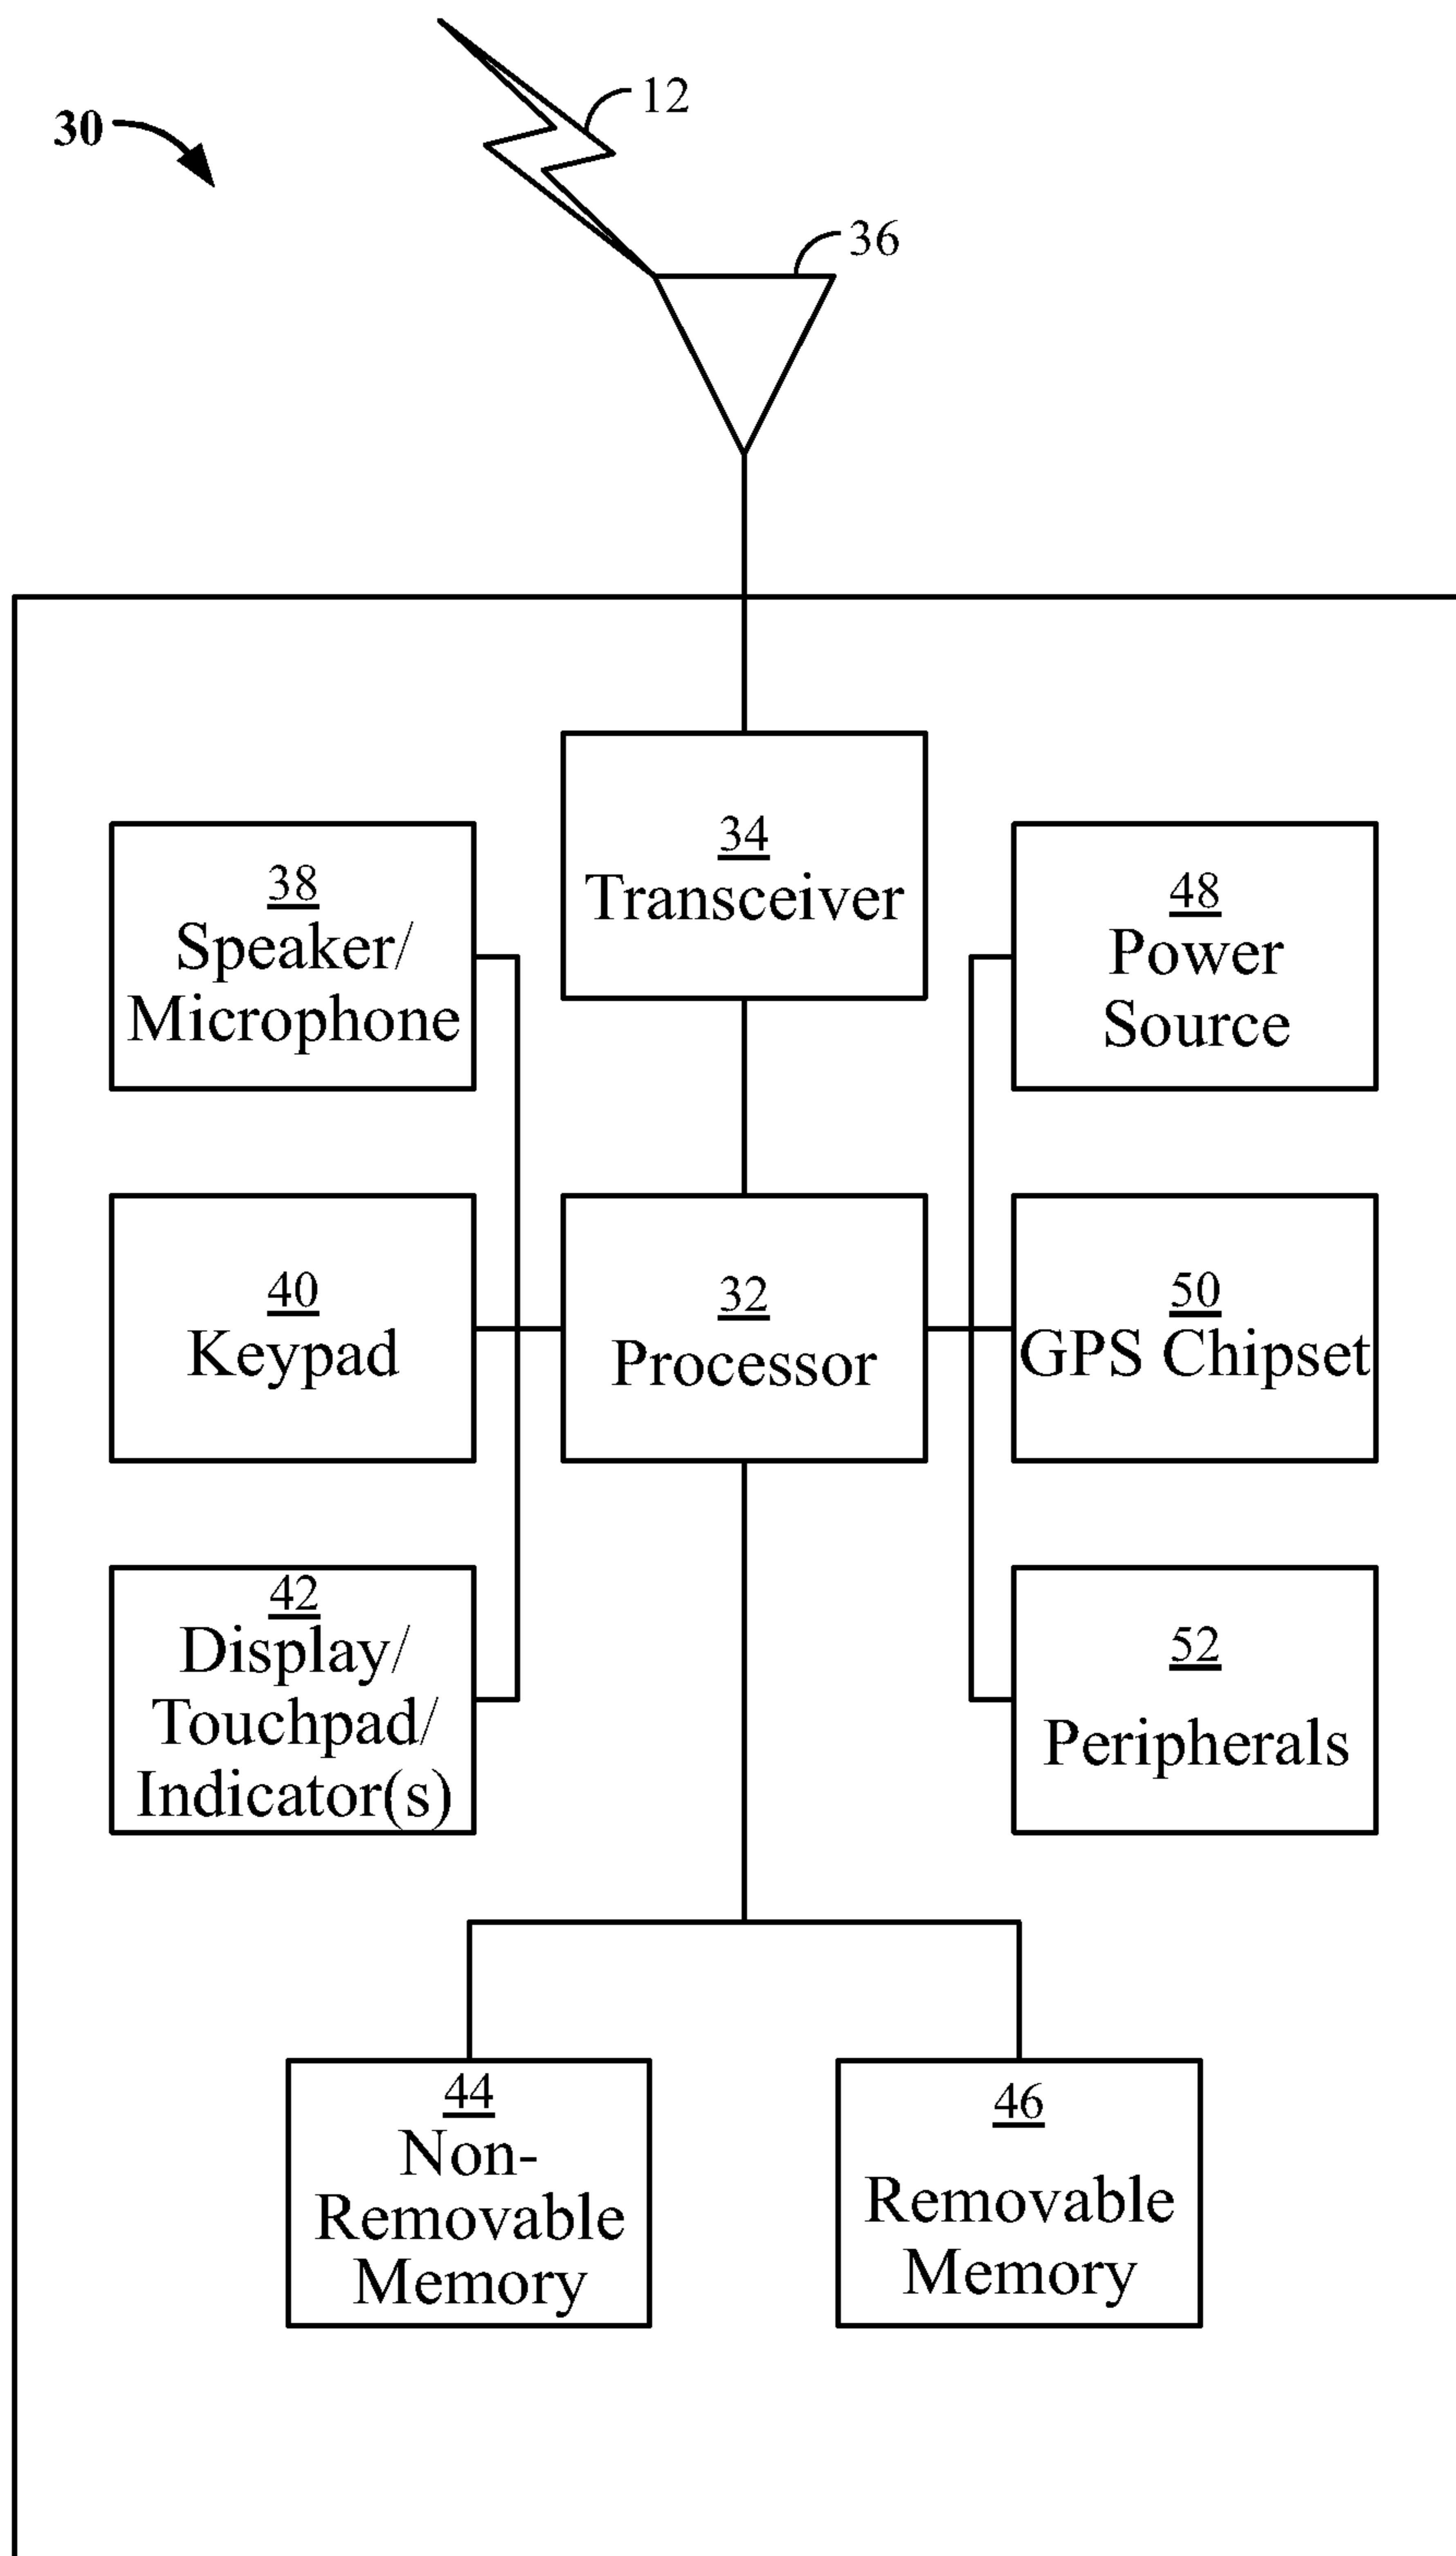 30
12
36
34
Transceiver
38
Speaker/
Microphone
48
Power
Source
40
Keypad
32
Processor
50
GPS Chipset
42
Display/
Touchpad/
Indicator(s)
52
Peripherals
44
Non-
Removable
Memory
46
Removable
Memory